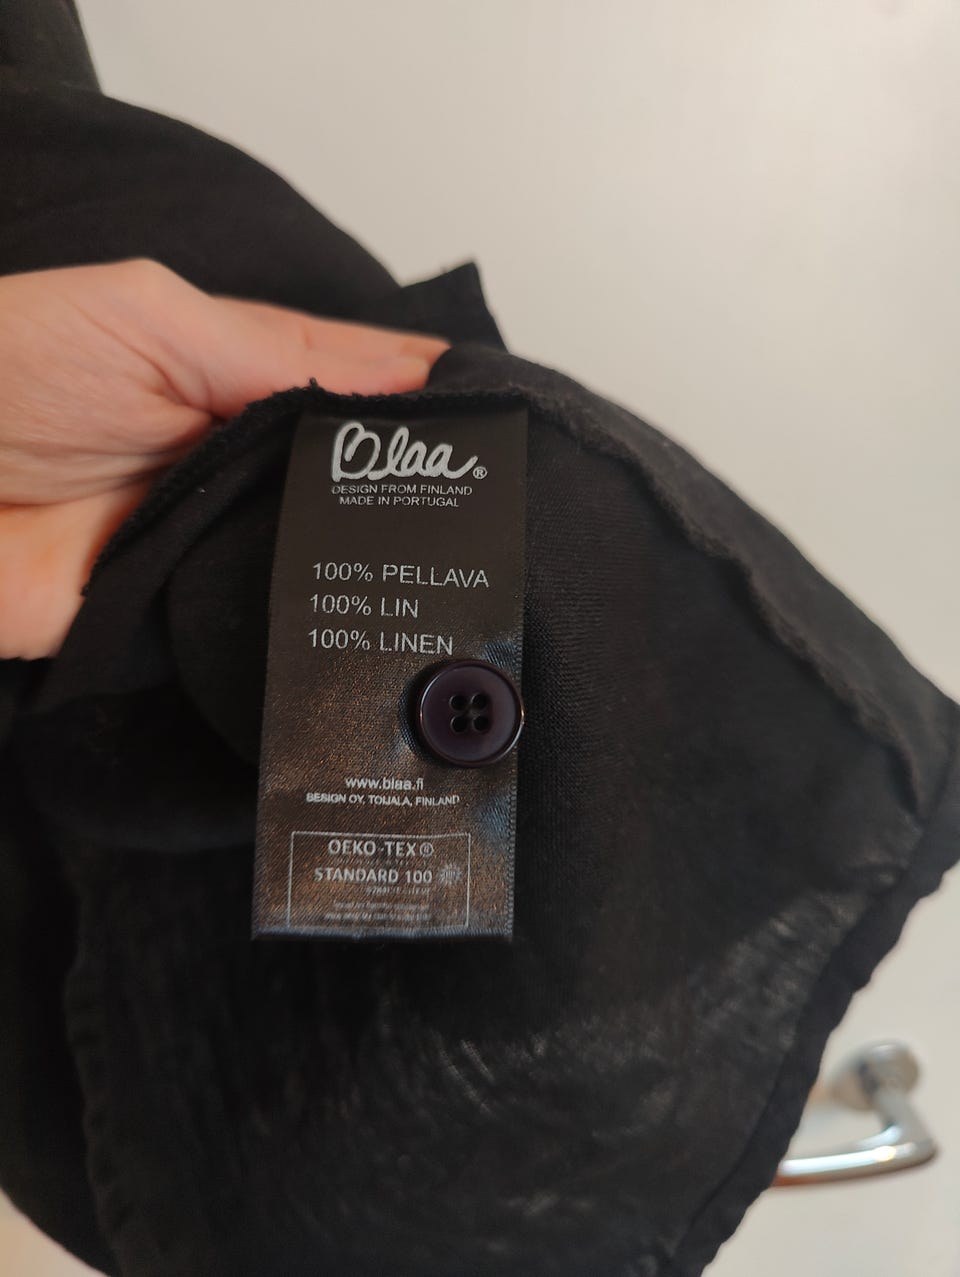 Blaa®
DESIGN FROM FINLAND
MADE IN PORTUGAL
100% PELLAVA
100% LIN
100% LINEN
www.blaa.fi
BESIGN OY, TOIJALA, FINLAND
OEKO-TEX®
STANDARD 100